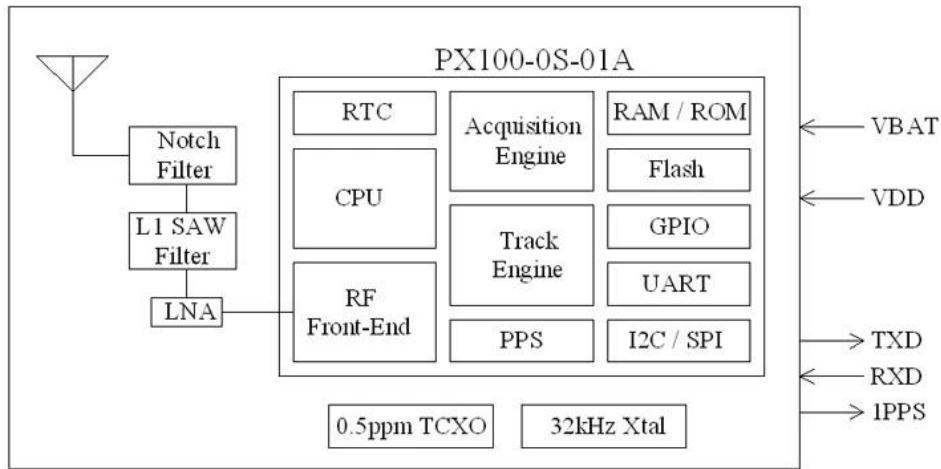 PX100-0S-01A
Notch
Filter
L1 SAW
Filter
LNA
RTC
CPU
RF
Front-End
Acquisition
Engine
Track
Engine
PPS
RAM / ROM
Flash
GPIO
UART
I2C / SPI
0.5ppm TCXO
32kHz Xtal
VBAT
VDD
TXD
RXD
1PPS